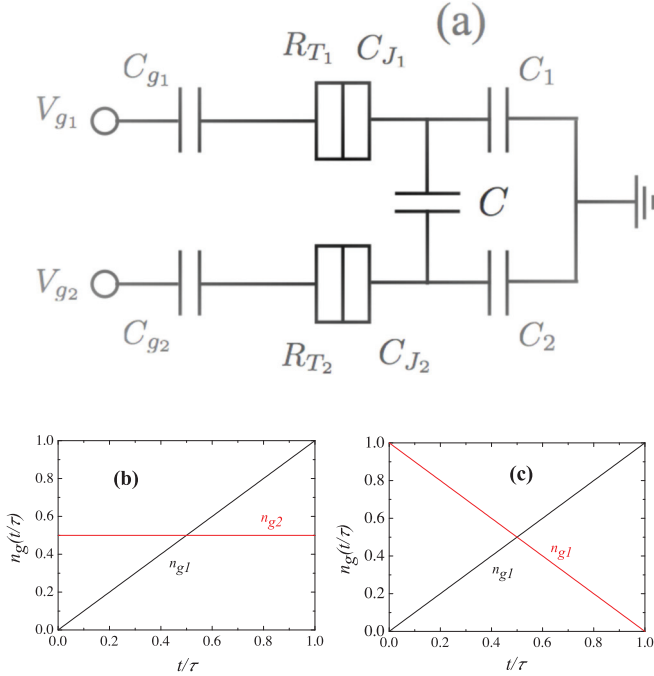 (a)
C_{g_1} R_{T_1} C_{J_1} C_1
V_{g_1}
C
V_{g_2}
C_{g_2} R_{T_2} C_{J_2} C_2
(b)
n_g(t/τ)
1.0
0.8
0.6
0.4
0.2
0.0
n_{g2}
n_{g1}
0.0 0.2 0.4 0.6 0.8 1.0
t/τ
(c)
n_g(t/τ)
1.0
0.8
0.6
0.4
0.2
0.0
n_{g1}
n_{g1}
0.0 0.2 0.4 0.6 0.8 1.0
t/τ